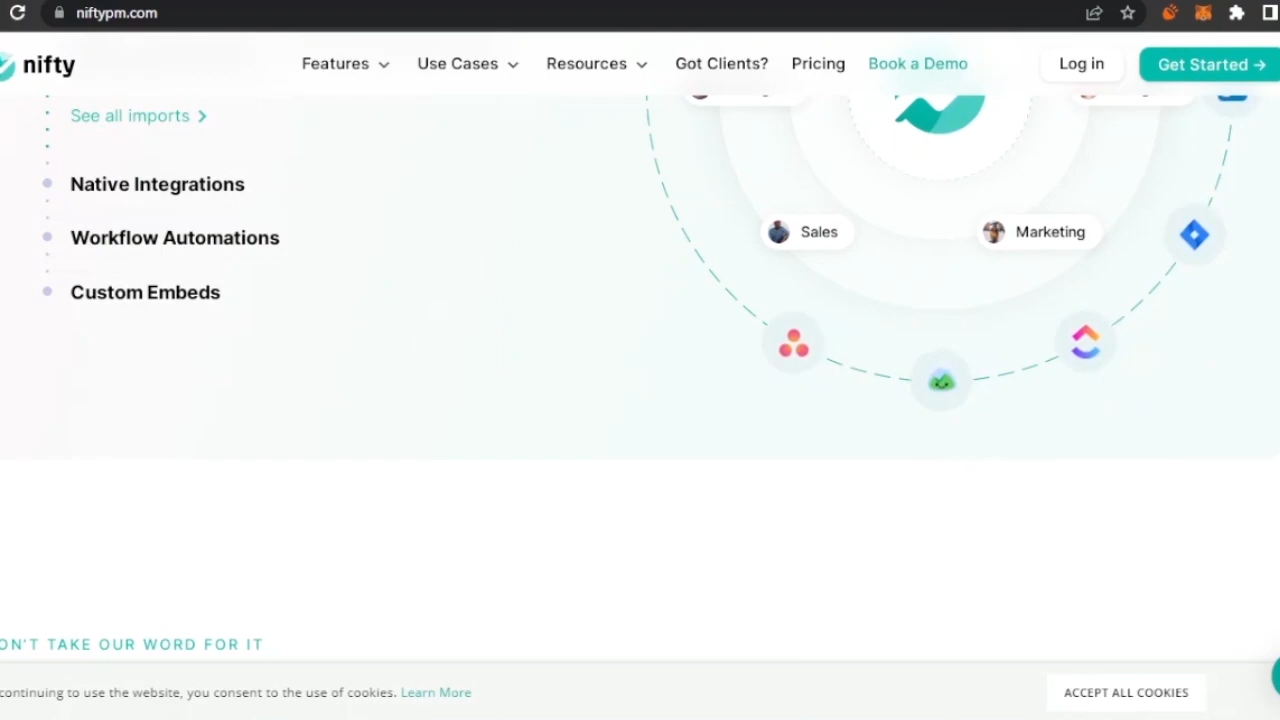 niftypm.com
nifty
Features
Use Cases
Resources
Got Clients?
Pricing
Book a Demo
Log in
Get Started →
See all imports
Native Integrations
Workflow Automations
Custom Embeds
Sales
Marketing
ON'T TAKE OUR WORD FOR IT
continuing to use the website, you consent to the use of cookies. Learn More
ACCEPT ALL COOKIES